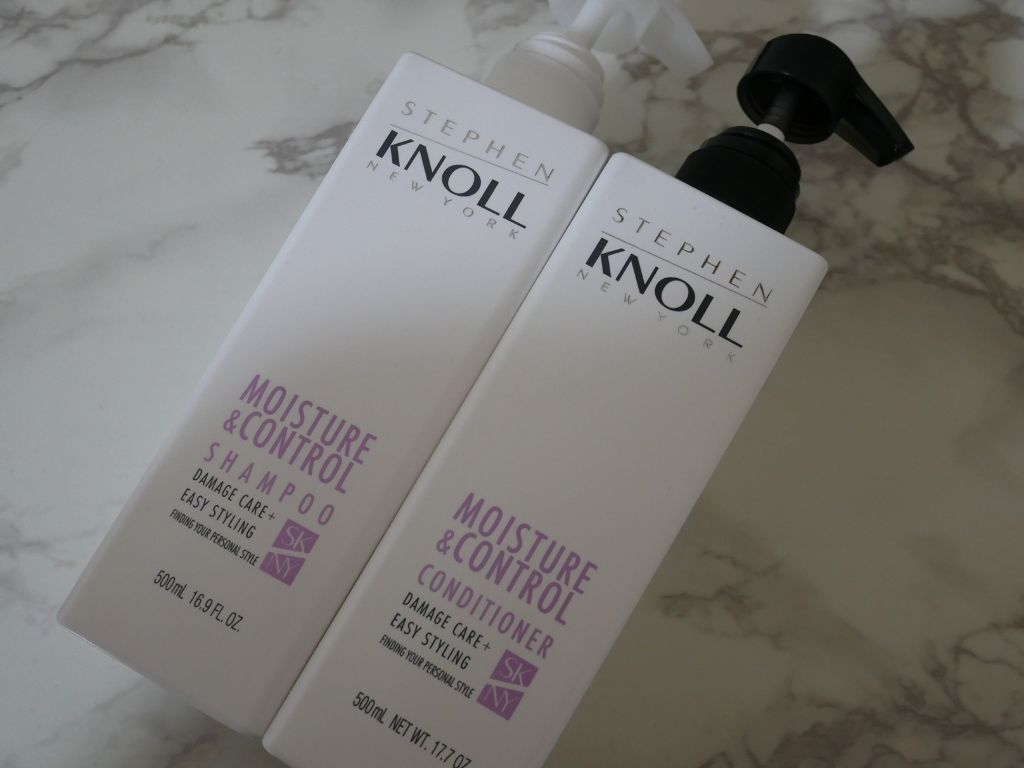 STEPHEN
KNOLL
NEW YORK
MOISTURE
&CONTROL
SHAMPOO
DAMAGE CARE+
EASY STYLING
FINDING YOUR PERSONAL STYLE
SK
NY
500mL 16.9 FL. OZ.
STEPHEN
KNOLL
NEW YORK
MOISTURE
&CONTROL
CONDITIONER
DAMAGE CARE+
EASY STYLING
FINDING YOUR PERSONAL STYLE
SK
NY
500mL NET WT. 17.7 OZ